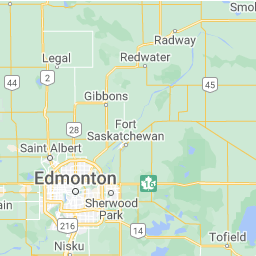 Smok
Radway
Legal
Redwater
2
44
45
Gibbons
28
Fort
Saskatchewan
Saint Albert
Edmonton
16
Sherwood
Park
ain
216
14
Tofield
Nisku